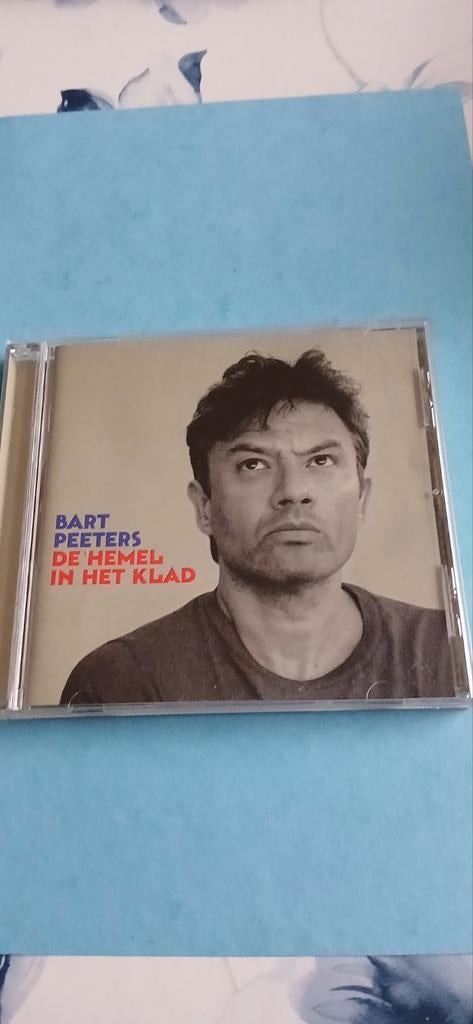 BART
PEETERS
DE HEMEL
IN HET KLAD